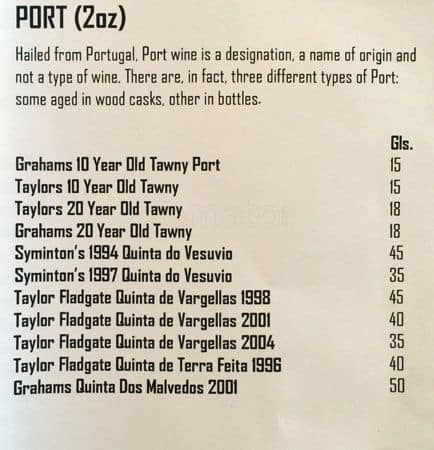 PORT (2oz)
Hailed from Portugal, Port wine is a designation, a name of origin and
not a type of wine. There are, in fact, three different types of Port:
some aged in wood casks, other in bottles.
Gls.
Grahams 10 Year Old Tawny Port 15
Taylors 10 Year Old Tawny 15
Taylors 20 Year Old Tawny 18
Grahams 20 Year Old Tawny 18
Syminton's 1994 Quinta do Vesuvio 45
Syminton's 1997 Quinta do Vesuvio 35
Taylor Fladgate Quinta de Vargellas 1998 45
Taylor Fladgate Quinta de Vargellas 2001 40
Taylor Fladgate Quinta de Vargellas 2004 35
Taylor Fladgate Quinta de Terra Feita 1996 40
Grahams Quinta Dos Malvedos 2001 50